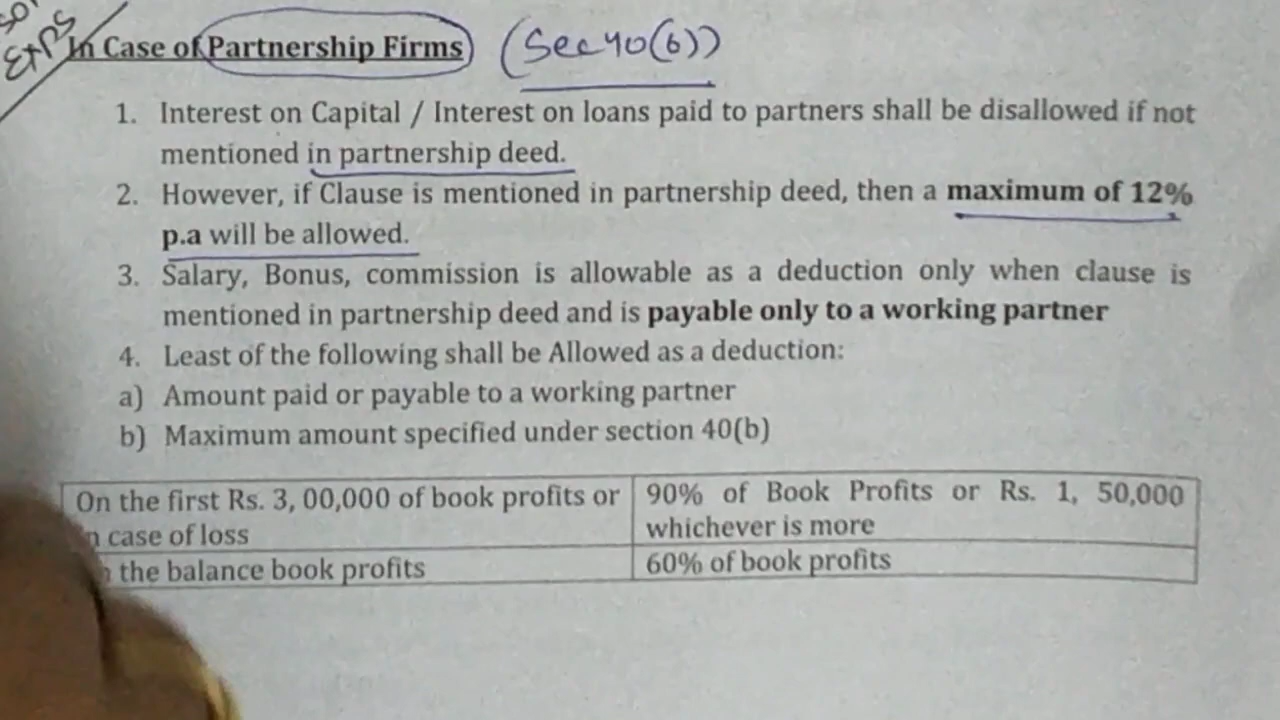 EXPS
In Case of Partnership Firms (Sec 40(6))
1. Interest on Capital / Interest on loans paid to partners shall be disallowed if not
mentioned in partnership deed.
2. However, if Clause is mentioned in partnership deed, then a maximum of 12%
p.a will be allowed.
3. Salary, Bonus, commission is allowable as a deduction only when clause is
mentioned in partnership deed and is payable only to a working partner
4. Least of the following shall be Allowed as a deduction:
a) Amount paid or payable to a working partner
b) Maximum amount specified under section 40(b)
On the first Rs. 3, 00,000 of book profits or
case of loss
90% of Book Profits or Rs. 1, 50,000
whichever is more
the balance book profits
60% of book profits